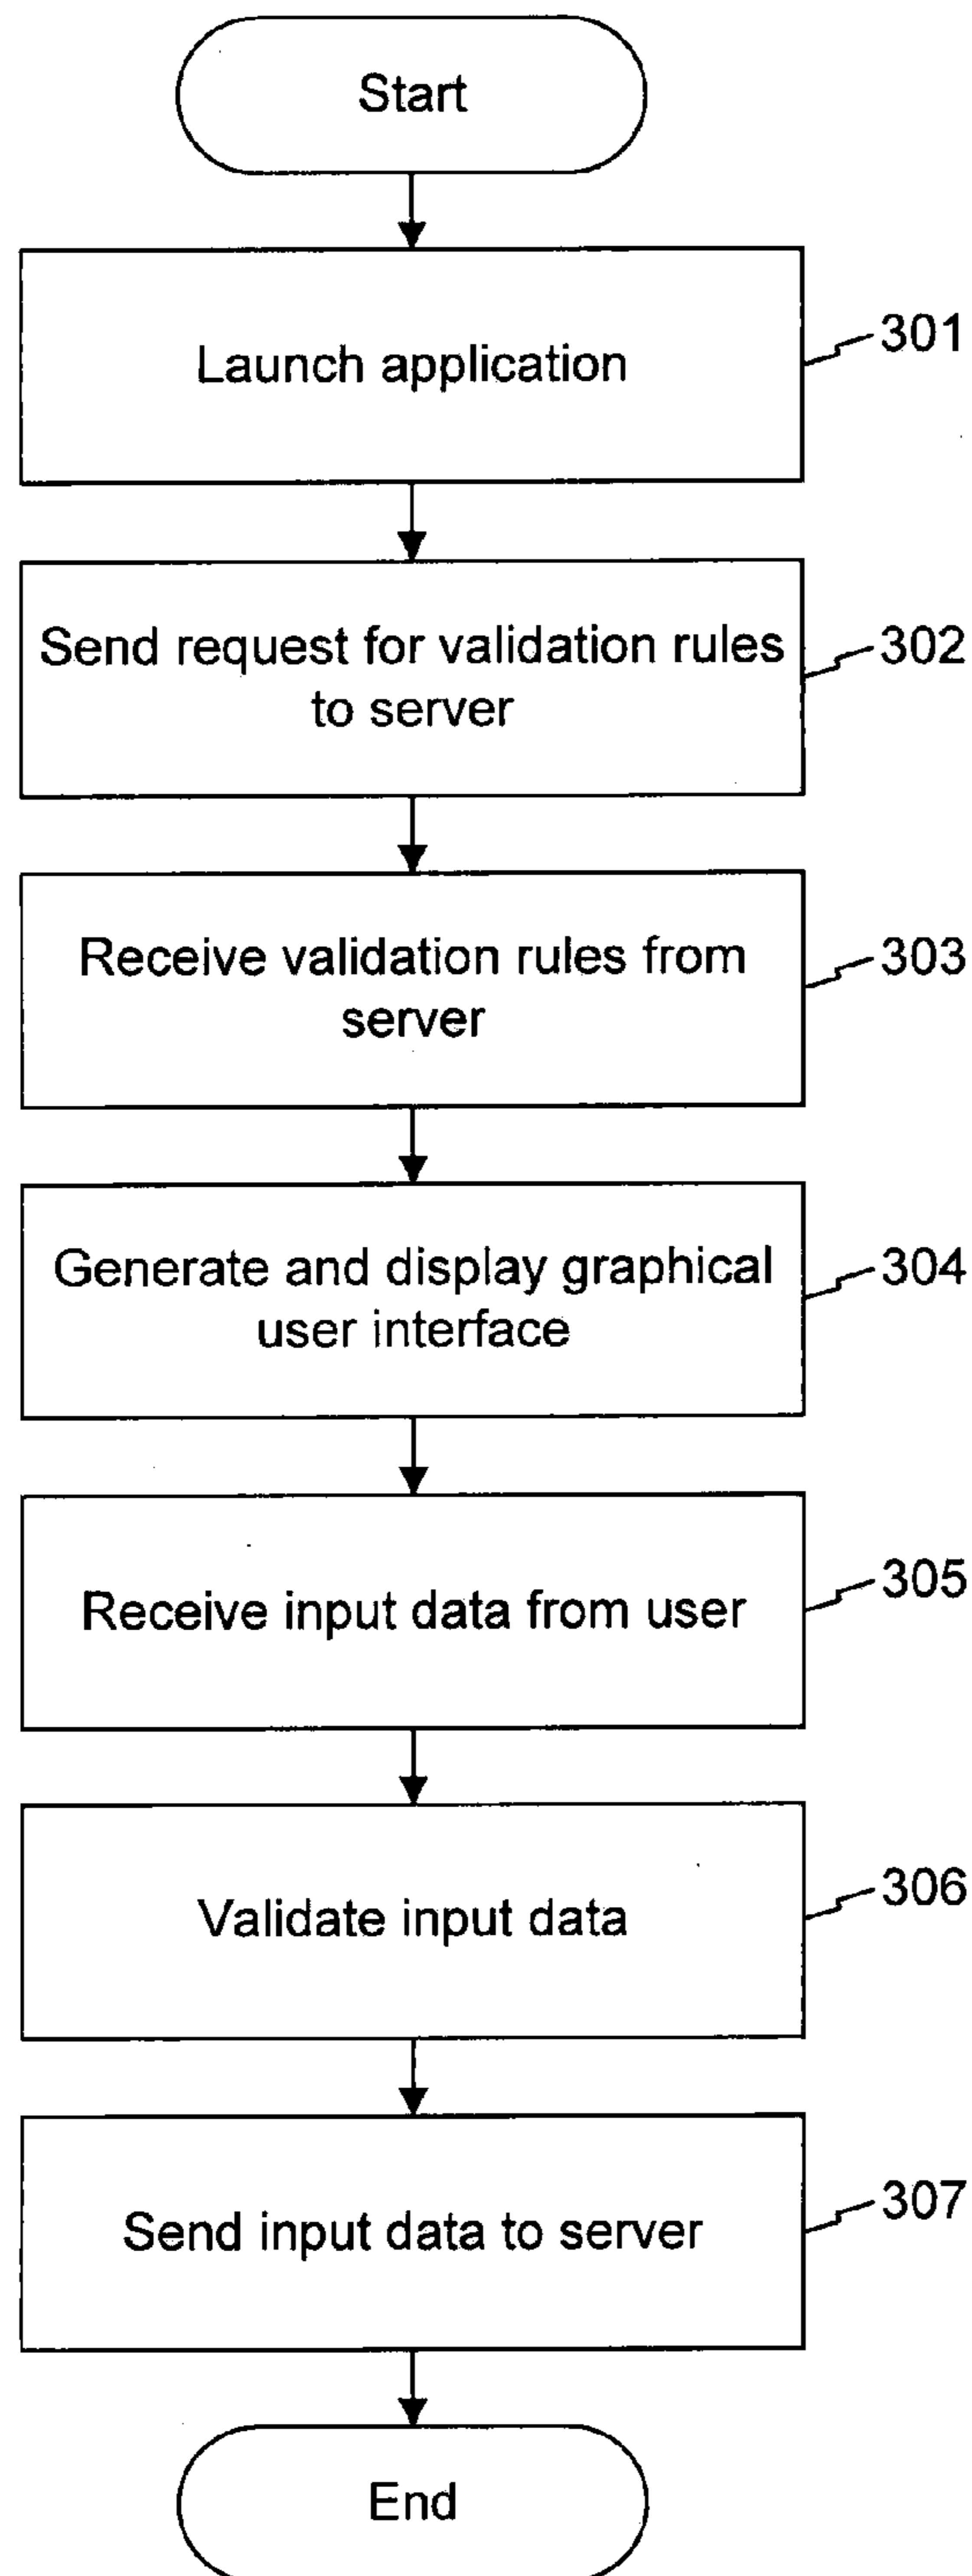 Start
Launch application
301
Send request for validation rules
to server
302
Receive validation rules from
server
303
Generate and display graphical
user interface
304
Receive input data from user
305
Validate input data
306
Send input data to server
307
End